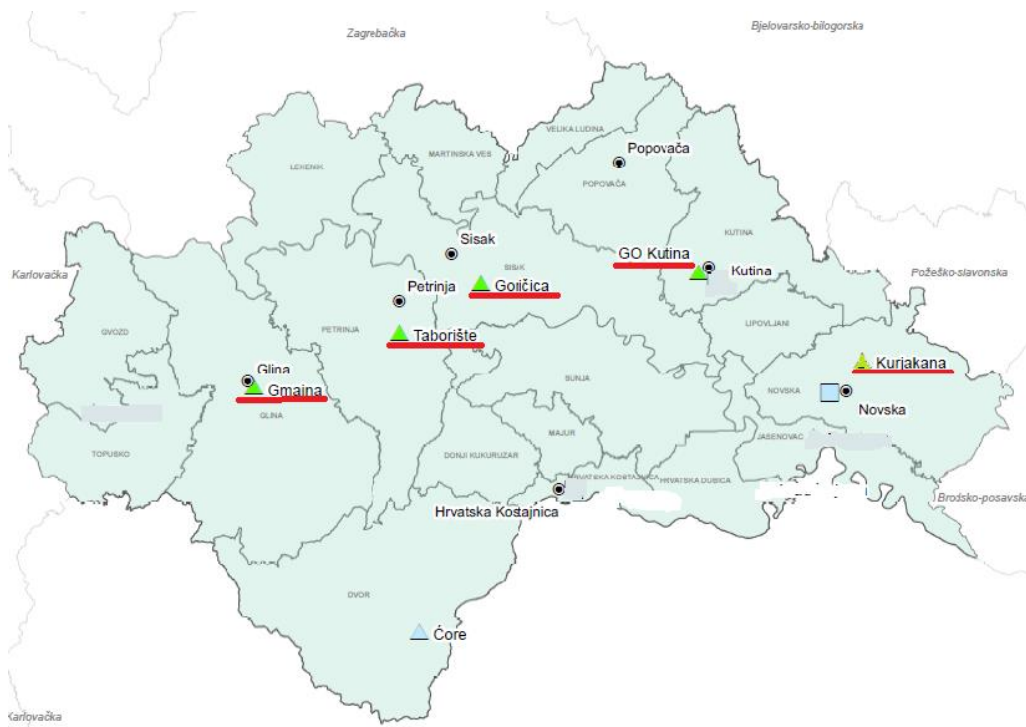 Zagrebačka
Bjelovarsko-bilogorska
VELIKA LUDINA
MARTINSKA VES
Popovača
LEKENIK
POPOVAČA
KUTINA
Sisak
GO Kutina
SISAK
Kutina
Karlovačka
Požeško-slavonska
Goričica
Petrinja
LIPOVLJANI
GVOZD
PETRINJA
Taborište
Kurjakana
Glina
SUNJA
Gmajna
NOVSKA
Novska
GLINA
MAJUR
JASENOVAC
TOPUSKO
DONJI KUKURUZAR
HRVATSKA KOSTAJNICA
HRVATSKA DUBICA
Brodsko-posavska
Hrvatska Kostajnica
DVOR
Ćore
Karlovačka